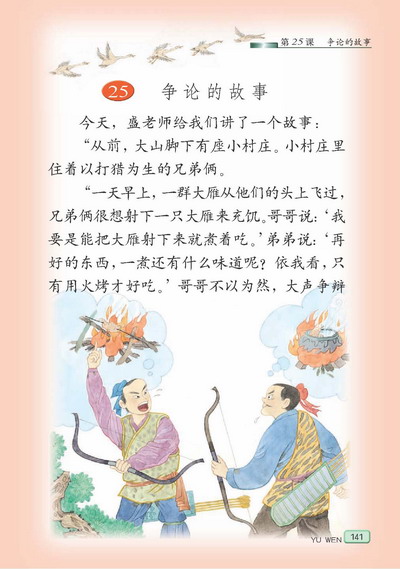 第25课 争论的故事
25 争论的故事
今天，盛老师给我们讲了一个故事：
“从前，大山脚下有座小村庄。小村庄里
住着以打猎为生的兄弟俩。
“一天早上，一群大雁从他们的头上飞过，
兄弟俩很想射下一只大雁来充饥。哥哥说：‘我
要是能把大雁射下来就煮着吃。’弟弟说：‘再
好的东西，一煮还有什么味道呢？依我看，只
有用火烤才好吃。’哥哥不以为然，大声争辩
YU WEN 141